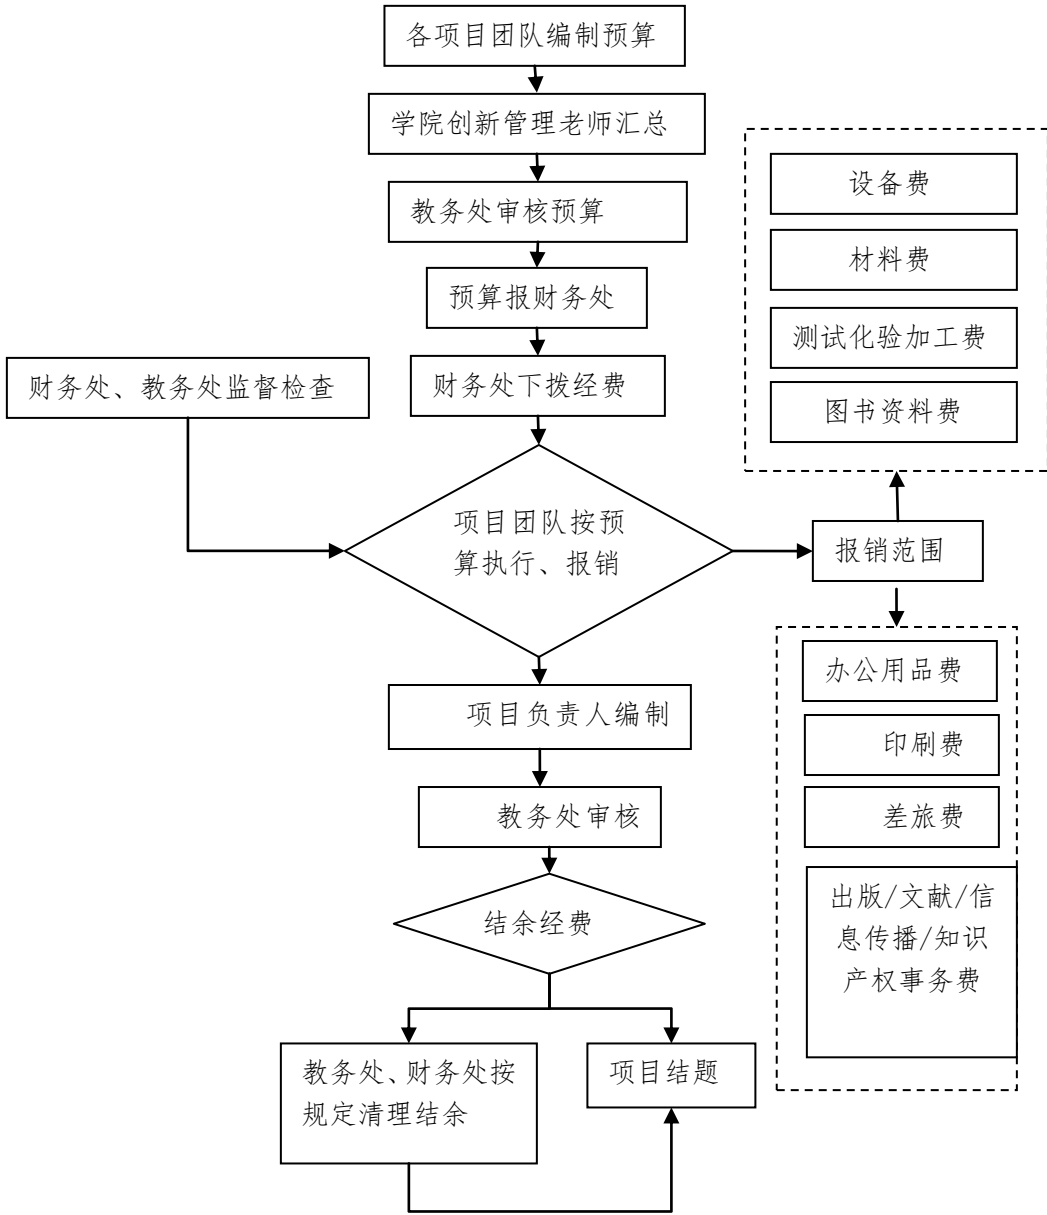 各项目团队编制预算
学院创新管理老师汇总
教务处审核预算
预算报财务处
财务处下拨经费
财务处、教务处监督检查
项目团队按预
算执行、报销
报销范围
设备费
材料费
测试化验加工费
图书资料费
办公用品费
印刷费
差旅费
出版/文献/信
息传播/知识
产权事务费
项目负责人编制
教务处审核
结余经费
教务处、财务处按
规定清理结余
项目结题